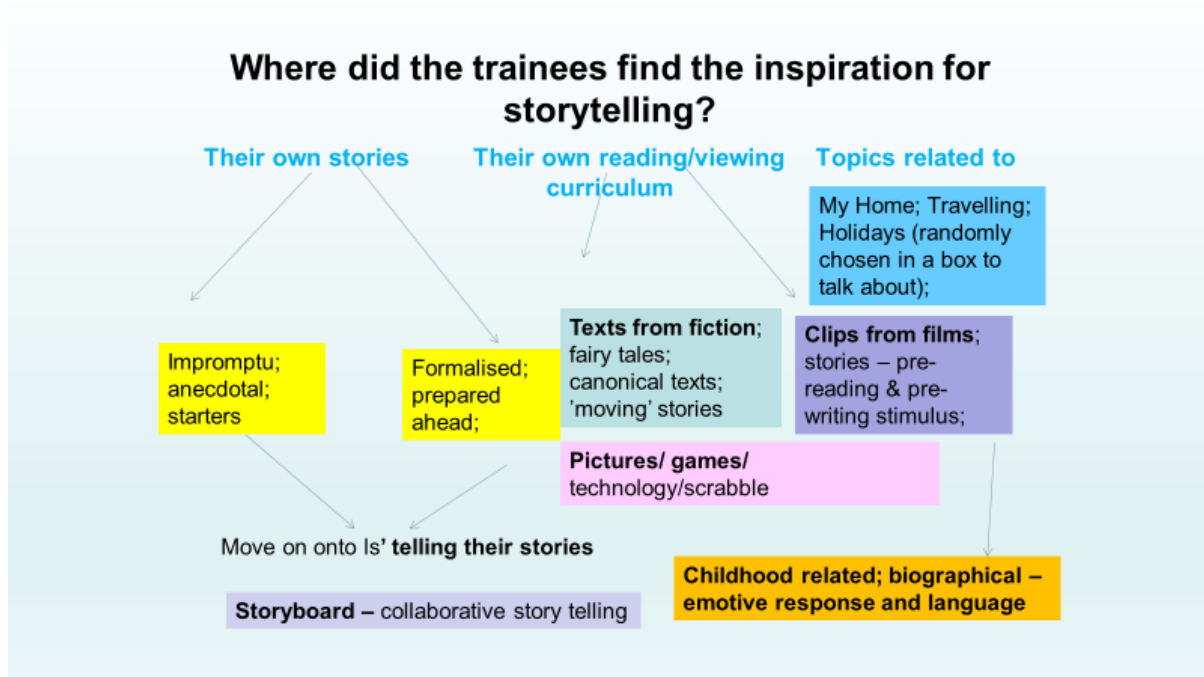 Where did the trainees find the inspiration for
storytelling?
Their own stories
Their own reading/viewing
curriculum
Topics related to
My Home; Travelling;
Holidays (randomly
chosen in a box to
talk about);
Impromptu;
anecdotal;
starters
Formalised;
prepared
ahead;
Texts from fiction;
fairy tales;
canonical texts;
’moving’ stories
Clips from films;
stories – pre-
reading & pre-
writing stimulus;
Pictures/ games/
technology/scrabble
Move on onto ls’ telling their stories
Storyboard – collaborative story telling
Childhood related; biographical –
emotive response and language